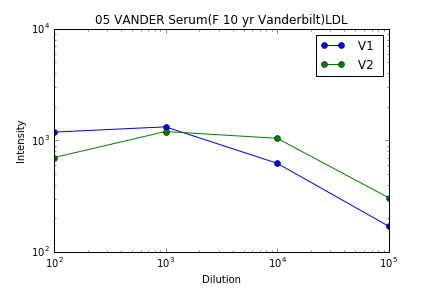 05 VANDER Serum(F 10 yr Vanderbilt)LDL
10^4
V1
V2
10^3
Intensity
10^2
10^2 10^3 10^4 10^5
Dilution